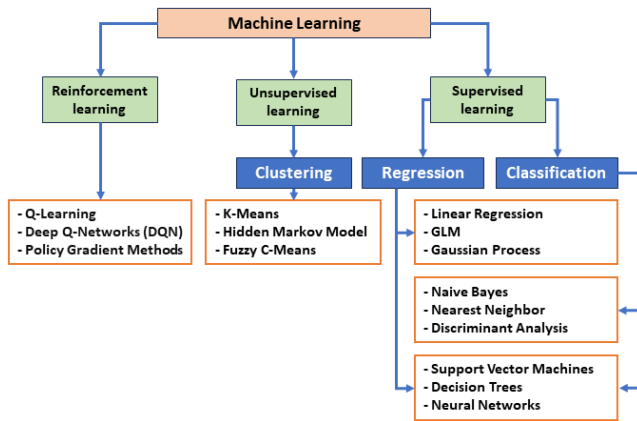 Machine Learning
Reinforcement
learning
Unsupervised
learning
Supervised
learning
Clustering
Regression
Classification
- Q-Learning
- Deep Q-Networks (DQN)
- Policy Gradient Methods
- K-Means
- Hidden Markov Model
- Fuzzy C-Means
- Linear Regression
- GLM
- Gaussian Process
- Naive Bayes
- Nearest Neighbor
- Discriminant Analysis
- Support Vector Machines
- Decision Trees
- Neural Networks